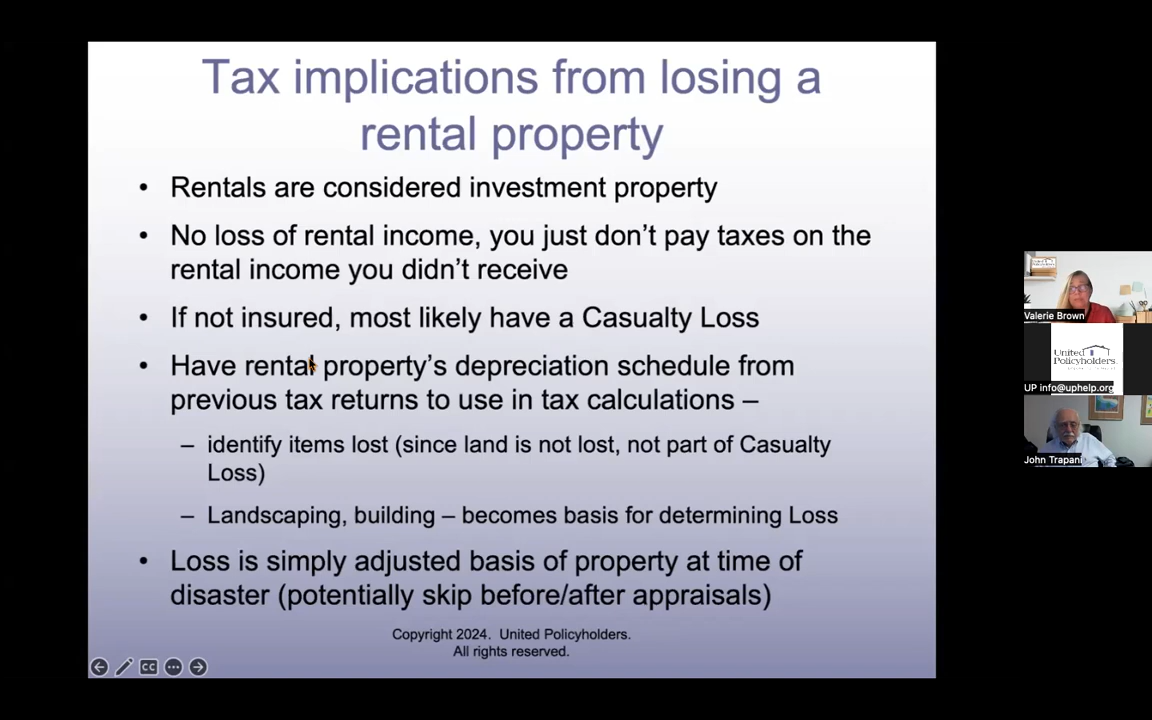 Tax implications from losing a
rental property
• Rentals are considered investment property
• No loss of rental income, you just don’t pay taxes on the
rental income you didn’t receive
• If not insured, most likely have a Casualty Loss
• Have rental property’s depreciation schedule from
previous tax returns to use in tax calculations –
– identify items lost (since land is not lost, not part of Casualty
Loss)
– Landscaping, building – becomes basis for determining Loss
• Loss is simply adjusted basis of property at time of
disaster (potentially skip before/after appraisals)
Copyright 2024. United Policyholders.
All rights reserved.
CC
Valerie Brown
United
Policyholders
UP info@uphelp.org
John Trapani